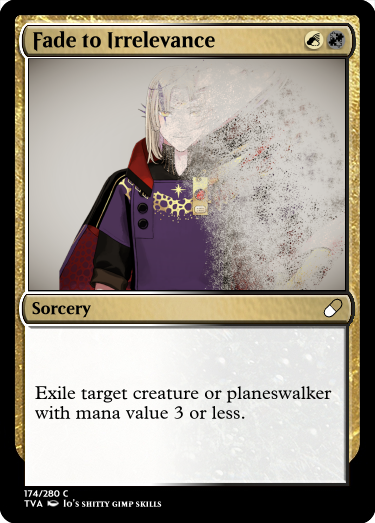 Fade to Irrelevance
Sorcery
Exile target creature or planeswalker
with mana value 3 or less.
174/280 C
TVA Io's SHITTY GIMP SKILLS